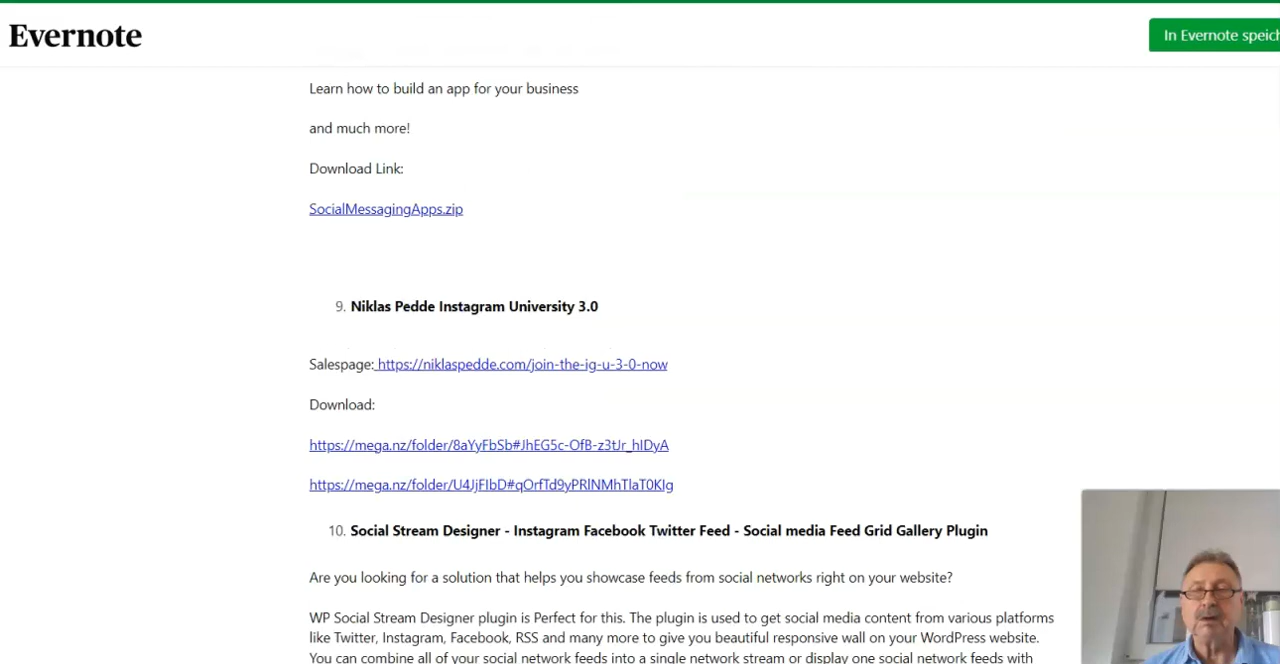 Evernote
In Evernote speich
Learn how to build an app for your business
and much more!
Download Link:
SocialMessagingApps.zip
9. Niklas Pedde Instagram University 3.0
Salespage: https://niklaspedde.com/join-the-ig-u-3-0-now
Download:
https://mega.nz/folder/8aYyFbSb#JhEG5c-OfB-z3tJr_hIDyA
https://mega.nz/folder/U4JjFIbD#qOrfTd9yPRlNMhTlaT0KIg
10. Social Stream Designer - Instagram Facebook Twitter Feed - Social media Feed Grid Gallery Plugin
Are you looking for a solution that helps you showcase feeds from social networks right on your website?
WP Social Stream Designer plugin is Perfect for this. The plugin is used to get social media content from various platforms
like Twitter, Instagram, Facebook, RSS and many more to give you beautiful responsive wall on your WordPress website.
You can combine all of your social network feeds into a single network stream or display one social network feeds with